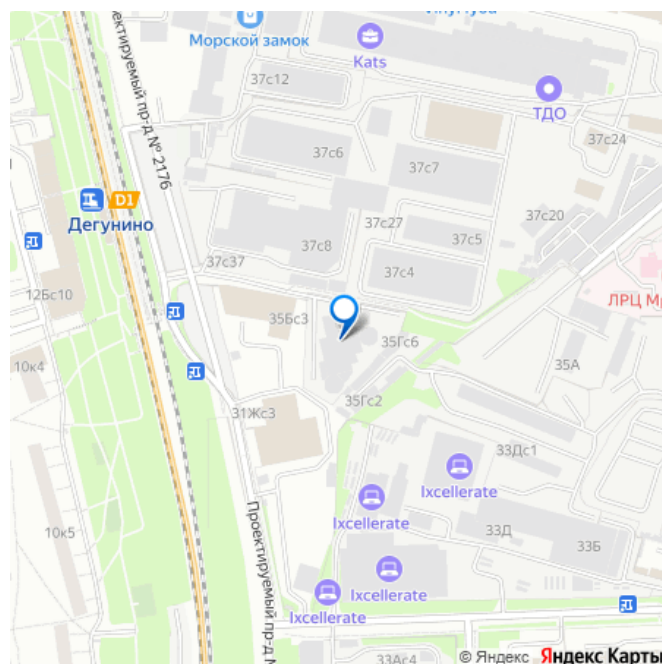 Морской замок
Kats
37с12
ТДО
37с24
Проектируемый пр-д № 2176
37с6
37с7
D1
Дегунино
37с20
37с27
37с8
37с5
37с37
37с4
12Бс10
ЛРЦ М
35Бс3
35Гс6
10к4
35А
35Гс2
31Жс3
33Дс1
Ixcellerate
Ixcellerate
33Д
10к5
33Б
Проектируемый пр-д №
Ixcellerate
Ixcellerate
33Ас4
© Яндекс Яндекс Карты